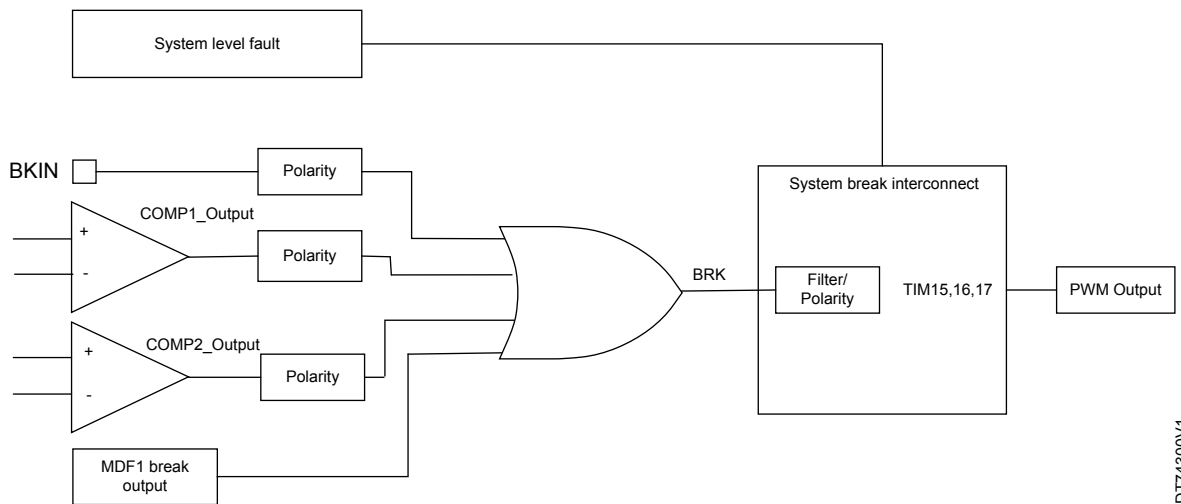 System level fault
BKIN
Polarity
System break interconnect
COMP1_Output
+
-
Polarity
BRK
Filter/
Polarity
TIM15,16,17
PWM Output
COMP2_Output
+
-
Polarity
MDF1 break
output